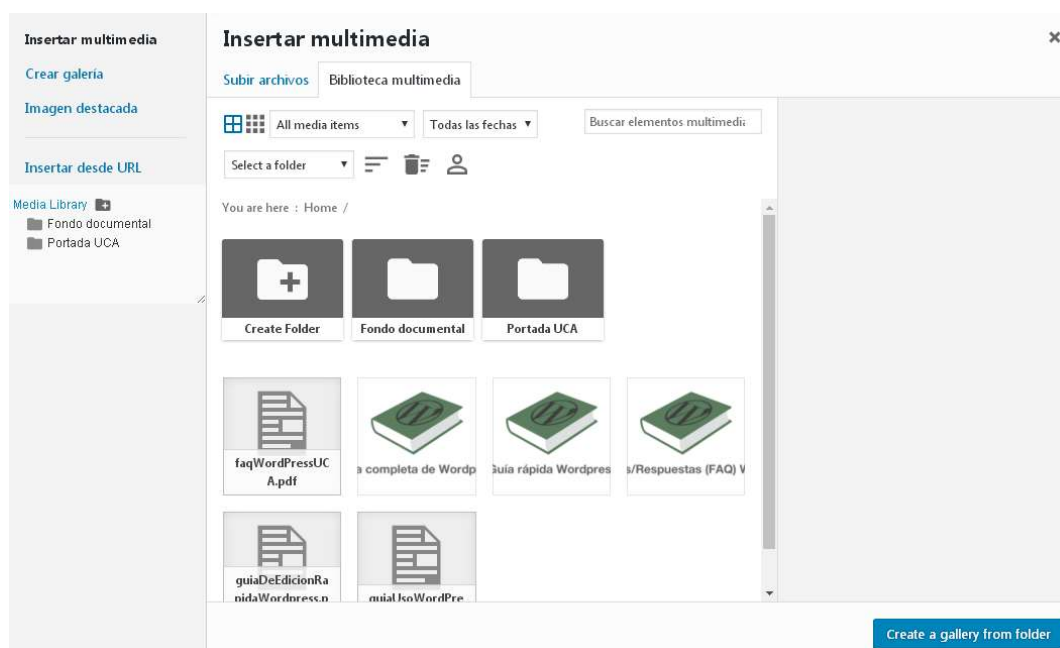 Insertar multimedia
Crear galería
Imagen destacada
Insertar desde URL
Media Library
Fondo documental
Portada UCA
Insertar multimedia
Subir archivos
Biblioteca multimedia
All media items
Todas las fechas
Buscar elementos multimedia
Select a folder
You are here : Home /
Create Folder
Fondo documental
Portada UCA
faqWordPressUC
A.pdf
a completa de Wordp
Guía rápida Wordpres
s/Respuestas (FAQ) W
guiaDeEdicionRa
pidaWordpress.p
guiaUsoWordPre
Create a gallery from folder